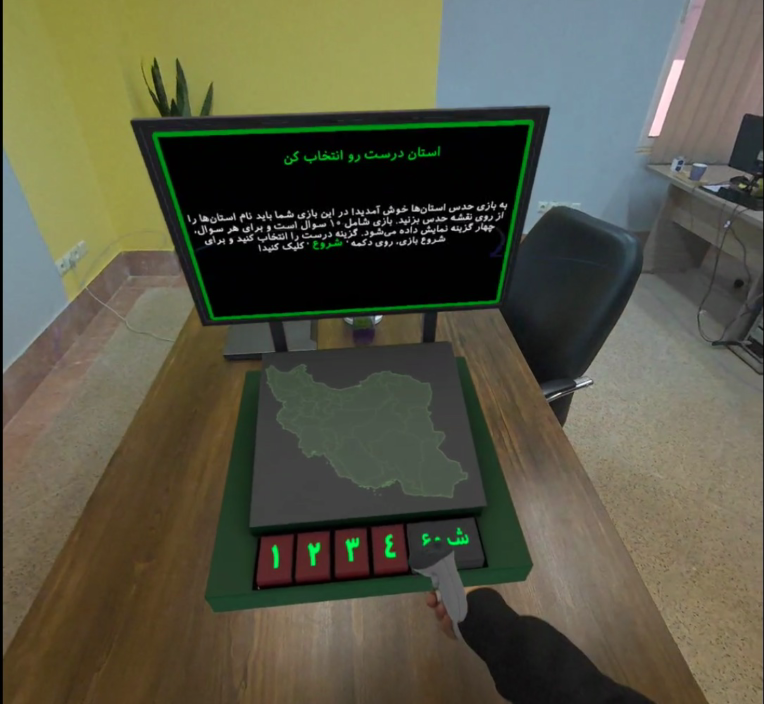 استان درست رو انتخاب کن
به بازی حدس استان‌ها خوش آمدید! در این بازی شما باید نام استان‌ها را
از روی نقشه حدس بزنید. بازی شامل ۱۰ سوال است و برای هر سوال،
چهار گزینه نمایش داده می‌شود. گزینه درست را انتخاب کنید و برای
شروع بازی، روی دکمه " شروع " کلیک کنید!
۱ ۲ ۳ ٤